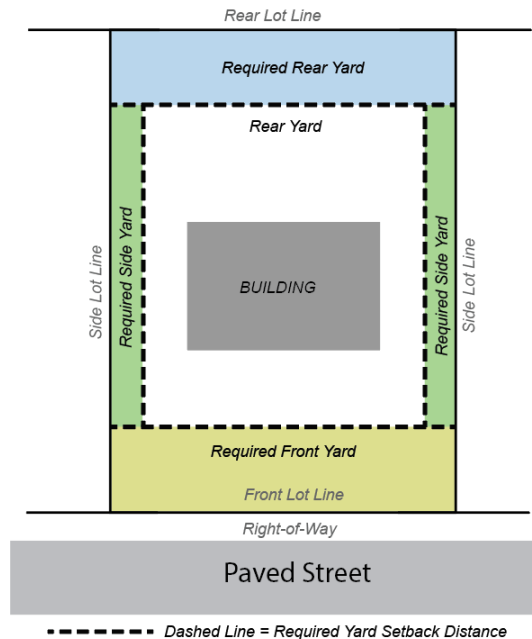 Rear Lot Line
Required Rear Yard
Rear Yard
Side Lot Line
Required Side Yard
BUILDING
Required Side Yard
Side Lot Line
Required Front Yard
Front Lot Line
Right-of-Way
Paved Street
Dashed Line = Required Yard Setback Distance